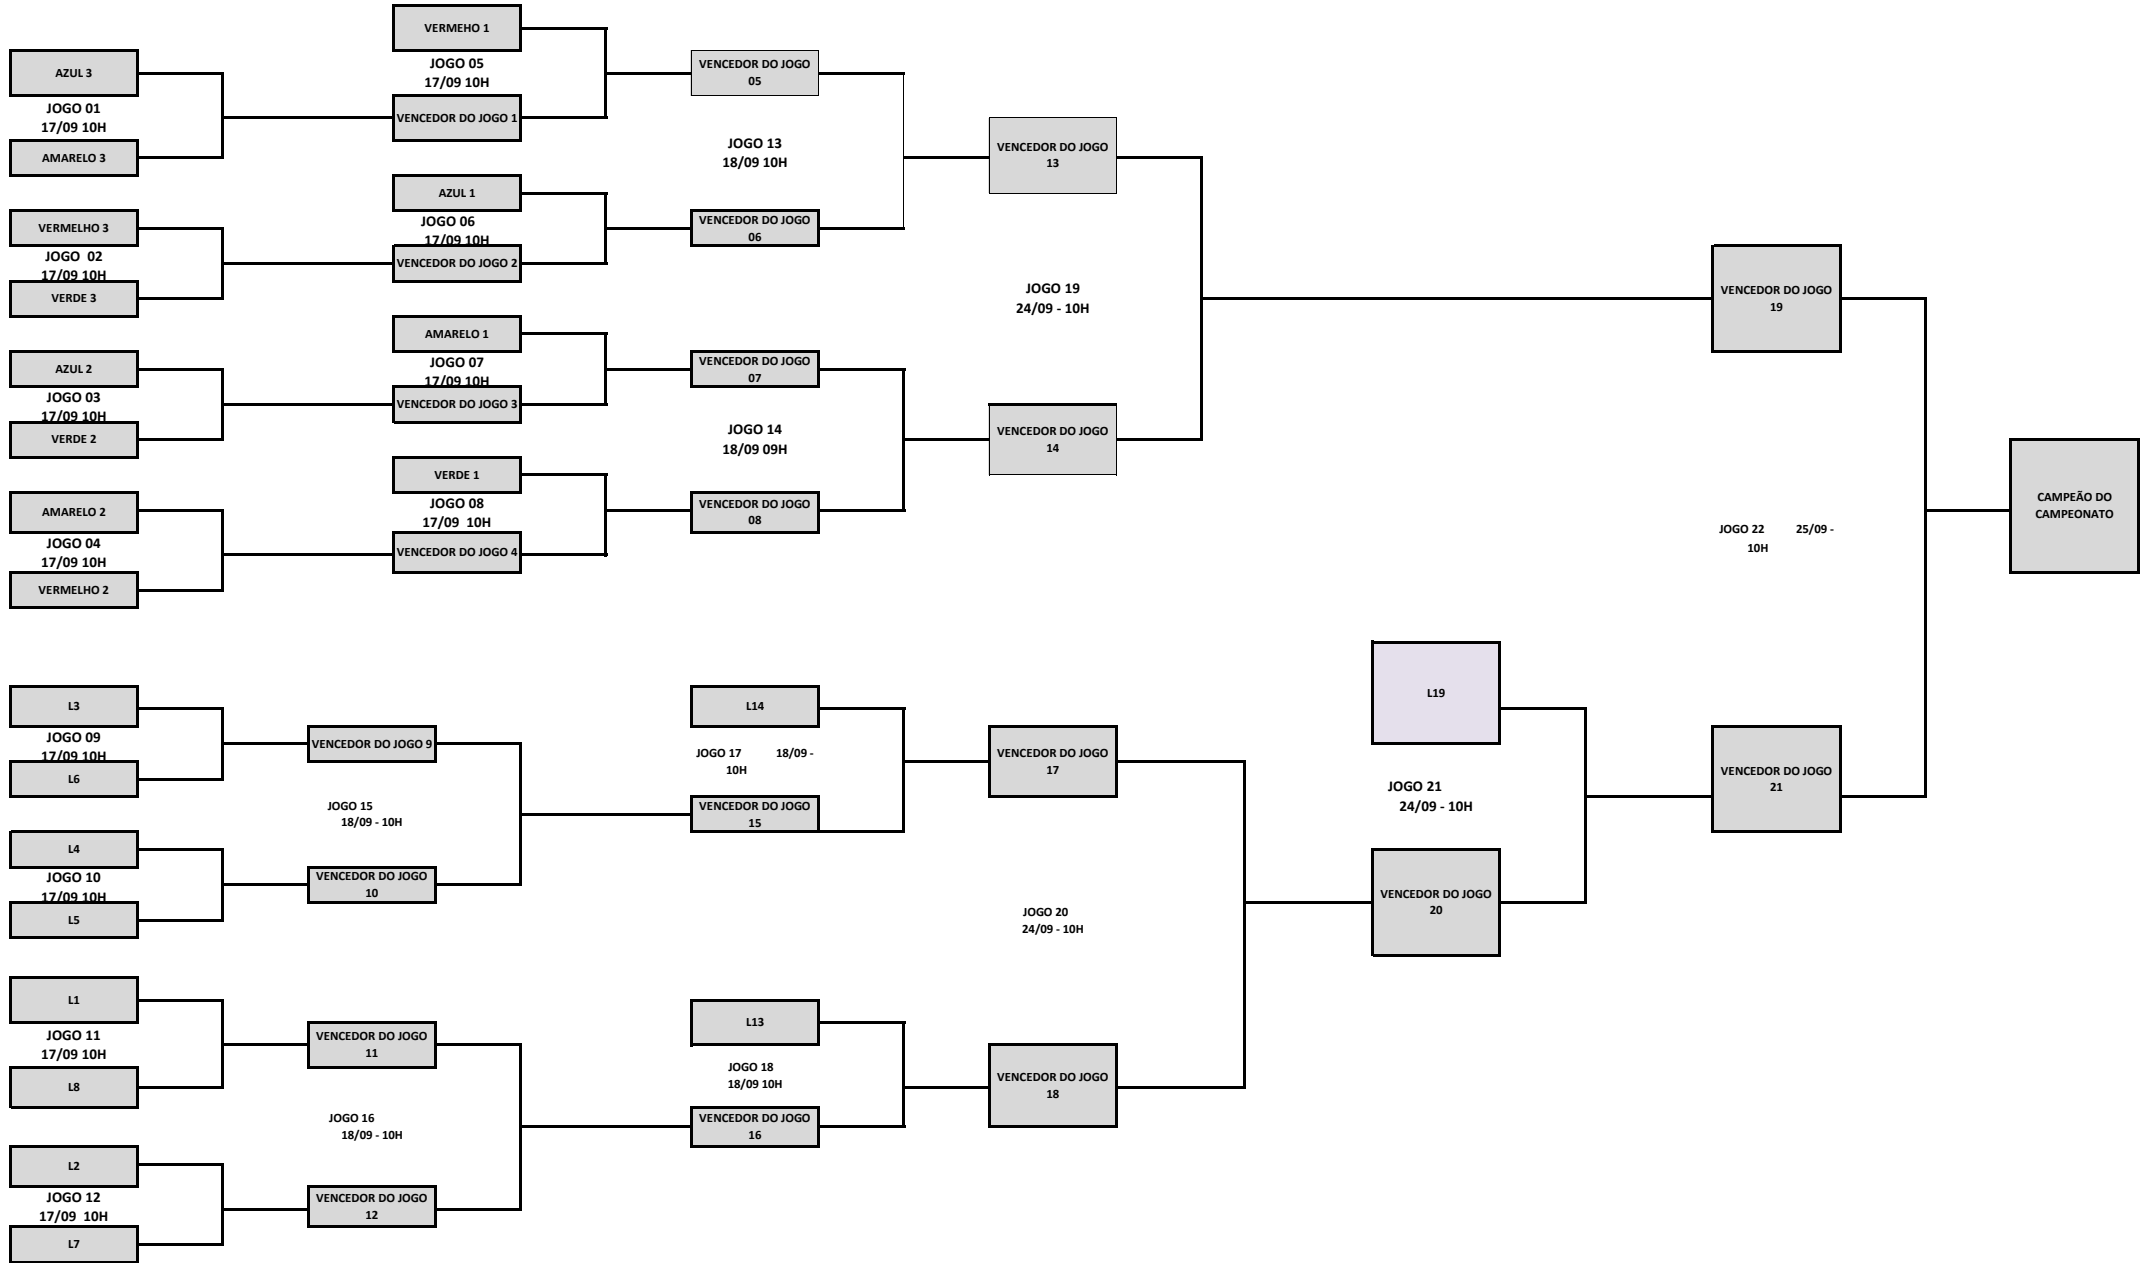 VERMEHO 1
JOGO 05
17/09 10H
VENCEDOR DO JOGO 1
AZUL 3
JOGO 01
17/09 10H
AMARELO 3
VENCEDOR DO JOGO
05
JOGO 13
18/09 10H
VENCEDOR DO JOGO
13
AZUL 1
JOGO 06
17/09 10H
VENCEDOR DO JOGO 2
VERMELHO 3
JOGO  02
17/09 10H
VERDE 3
VENCEDOR DO JOGO
06
JOGO 19
24/09 - 10H
VENCEDOR DO JOGO
19
AMARELO 1
JOGO 07
17/09 10H
VENCEDOR DO JOGO 3
AZUL 2
JOGO 03
17/09 10H
VERDE 2
VENCEDOR DO JOGO
07
JOGO 14
18/09 09H
VENCEDOR DO JOGO
14
VERDE 1
JOGO 08
17/09  10H
VENCEDOR DO JOGO 4
AMARELO 2
JOGO 04
17/09 10H
VERMELHO 2
VENCEDOR DO JOGO
08
JOGO 22 25/09 -
10H
CAMPEÃO DO
CAMPEONATO
L3
JOGO 09
17/09 10H
L6
VENCEDOR DO JOGO 9
JOGO 15
18/09 - 10H
L14
JOGO 17 18/09 -
10H
VENCEDOR DO JOGO
15
VENCEDOR DO JOGO
17
L19
JOGO 21
24/09 - 10H
VENCEDOR DO JOGO
21
L4
JOGO 10
17/09 10H
L5
VENCEDOR DO JOGO
10
JOGO 20
24/09 - 10H
VENCEDOR DO JOGO
20
L1
JOGO 11
17/09 10H
L8
VENCEDOR DO JOGO
11
JOGO 16
18/09 - 10H
L13
JOGO 18
18/09 10H
VENCEDOR DO JOGO
16
VENCEDOR DO JOGO
18
L2
JOGO 12
17/09  10H
L7
VENCEDOR DO JOGO
12